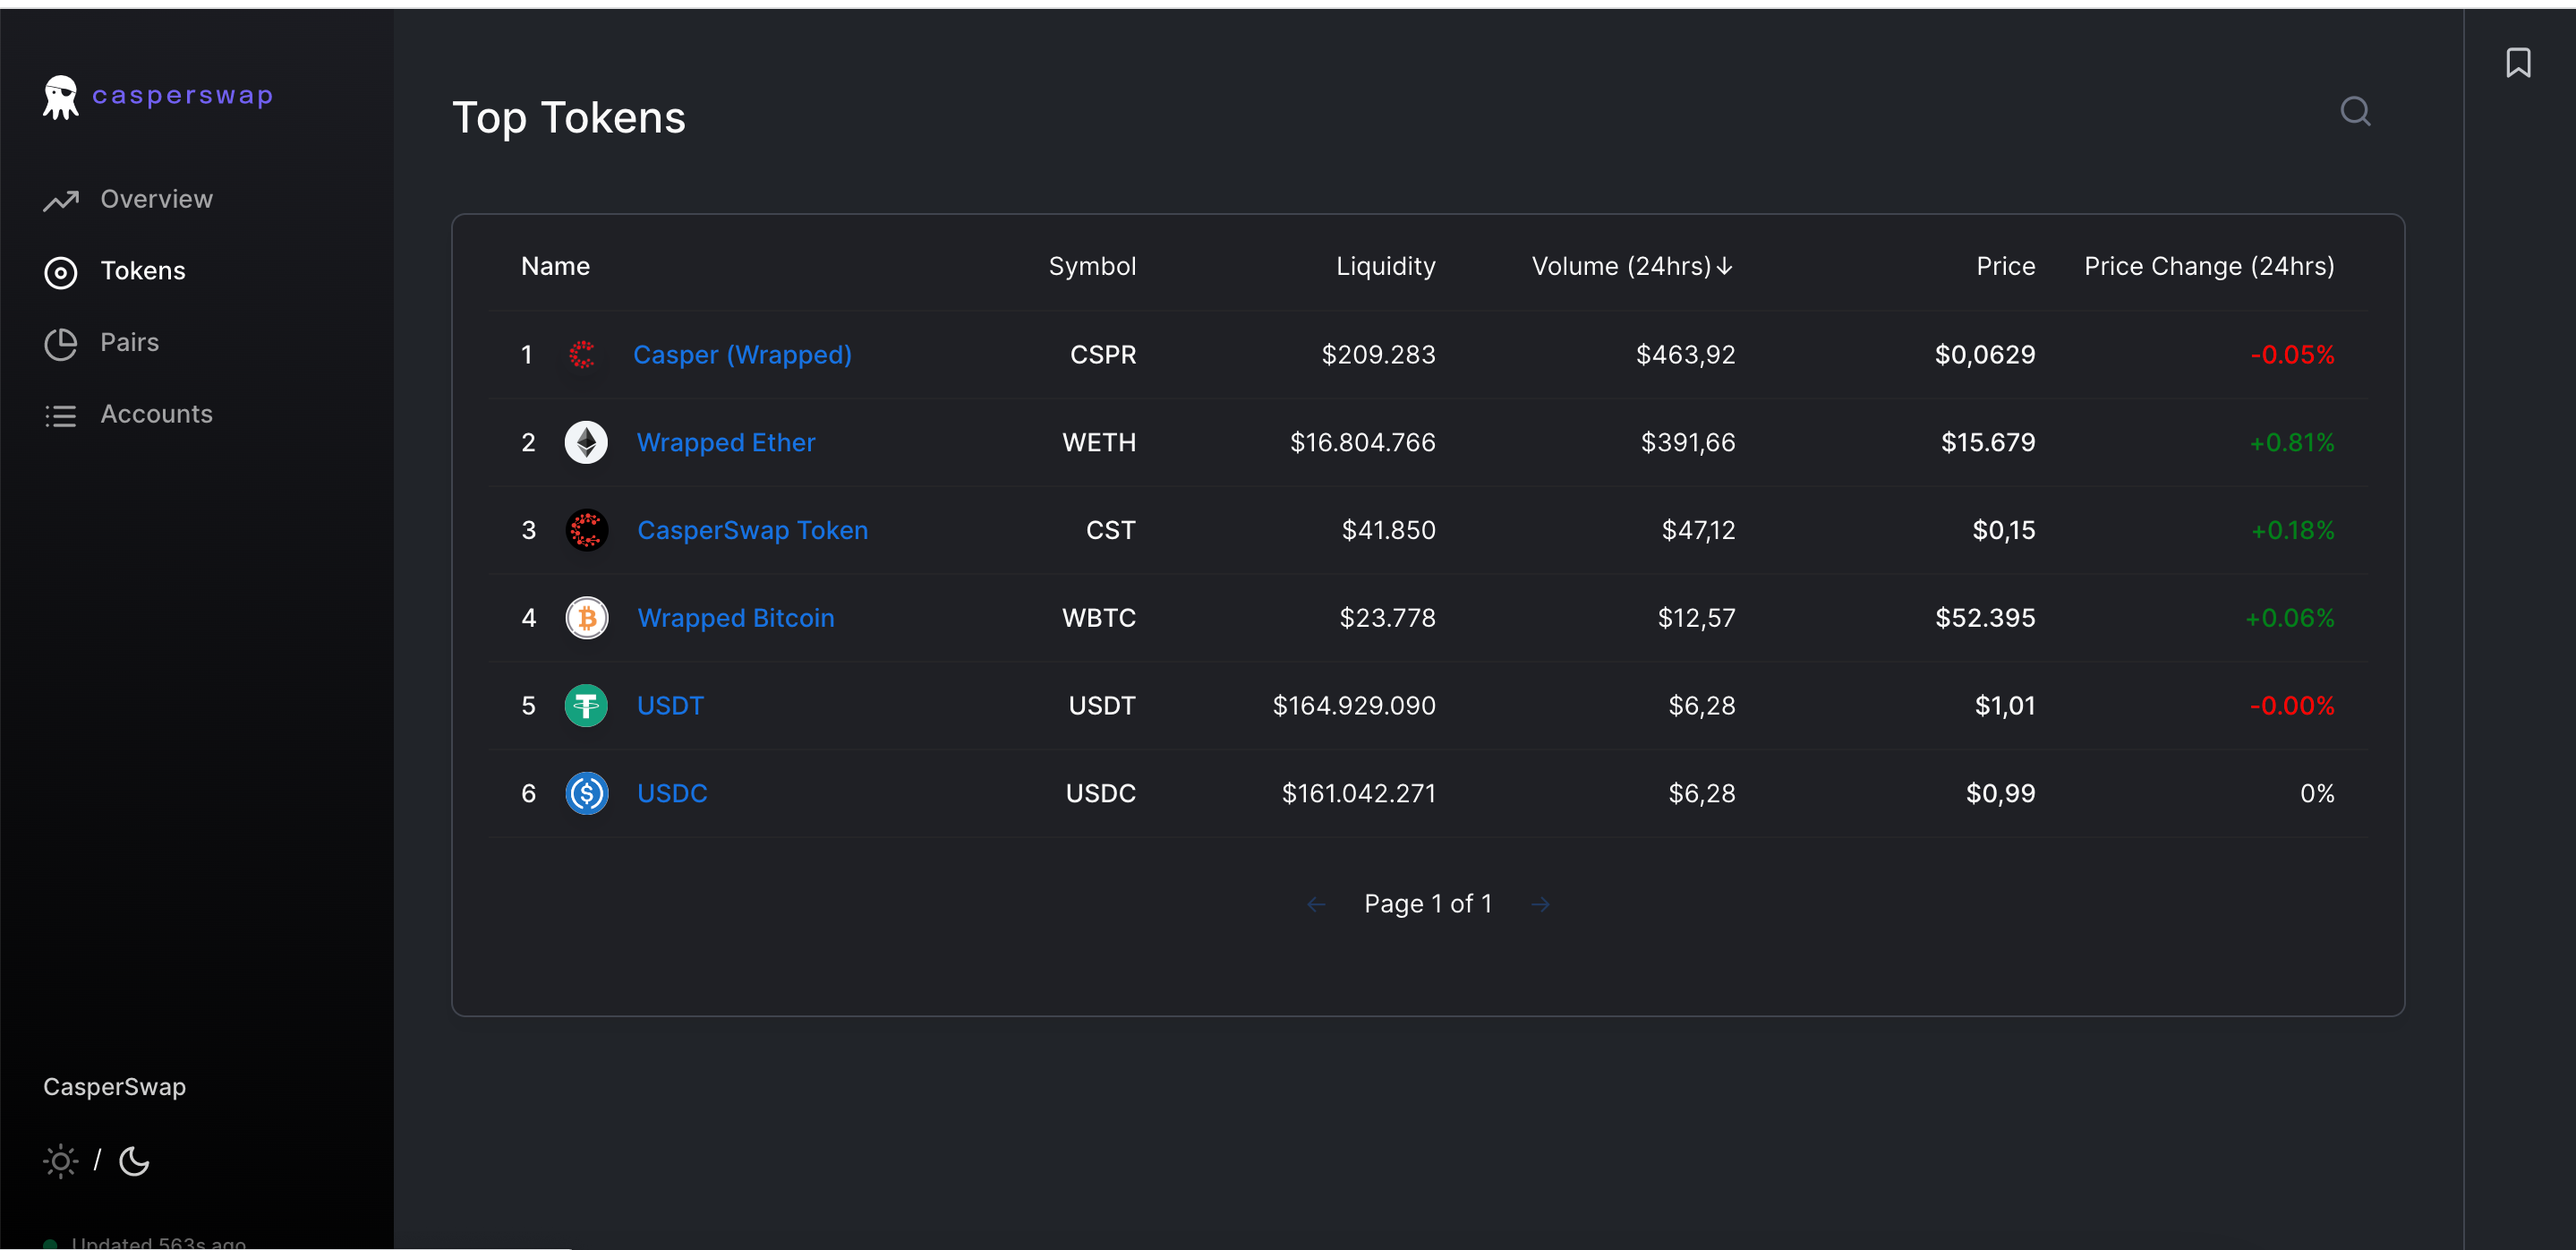 casperswap
Overview
Tokens
Pairs
Accounts
CasperSwap
/
Updated 563s ago
Top Tokens
Name Symbol Liquidity Volume (24hrs)↓ Price Price Change (24hrs)
1 Casper (Wrapped) CSPR $209.283 $463,92 $0,0629 -0.05%
2 Wrapped Ether WETH $16.804.766 $391,66 $15.679 +0.81%
3 CasperSwap Token CST $41.850 $47,12 $0,15 +0.18%
4 Wrapped Bitcoin WBTC $23.778 $12,57 $52.395 +0.06%
5 USDT USDT $164.929.090 $6,28 $1,01 -0.00%
6 USDC USDC $161.042.271 $6,28 $0,99 0%
← Page 1 of 1 →